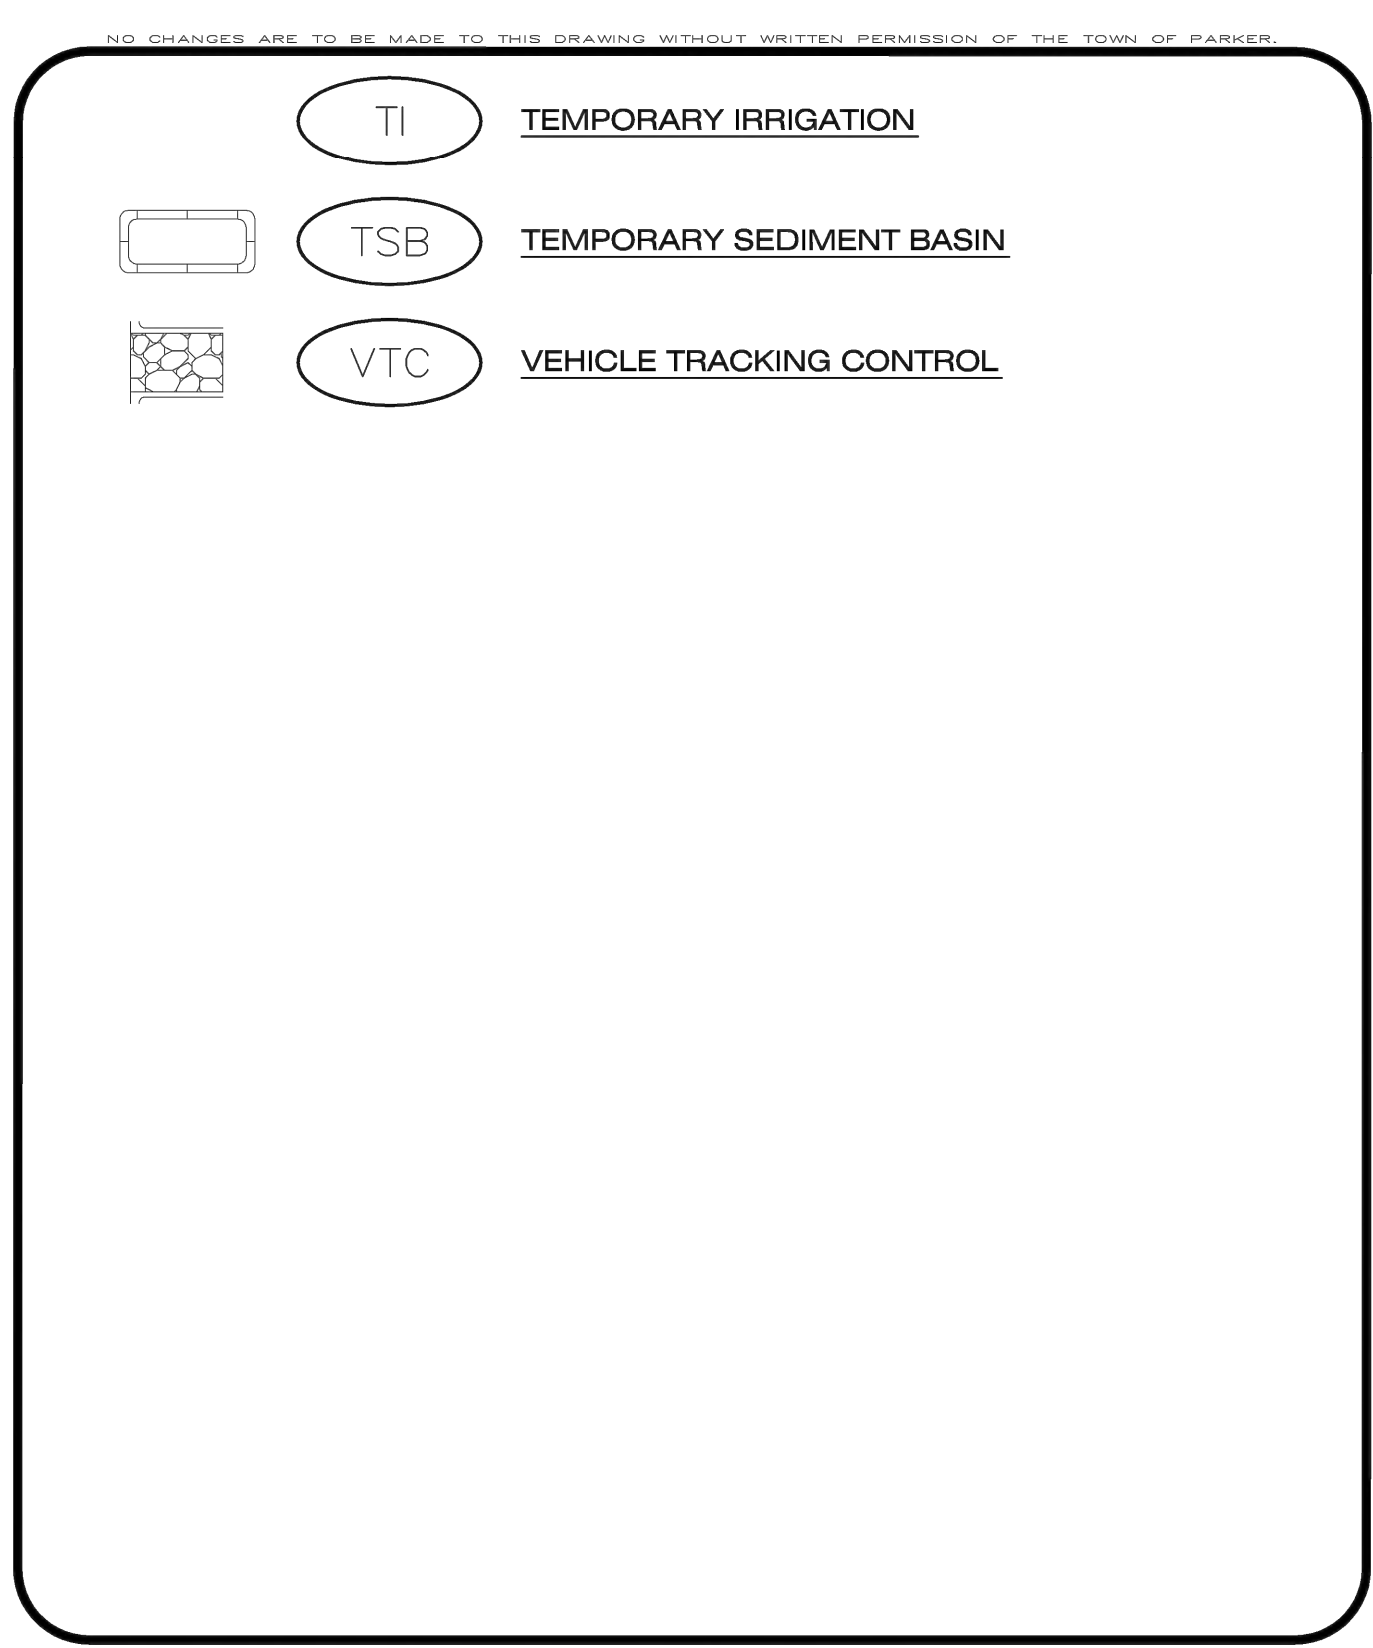 NO CHANGES ARE TO BE MADE TO THIS DRAWING WITHOUT WRITTEN PERMISSION OF THE TOWN OF PARKER.
TI TEMPORARY IRRIGATION
TSB TEMPORARY SEDIMENT BASIN
VTC VEHICLE TRACKING CONTROL